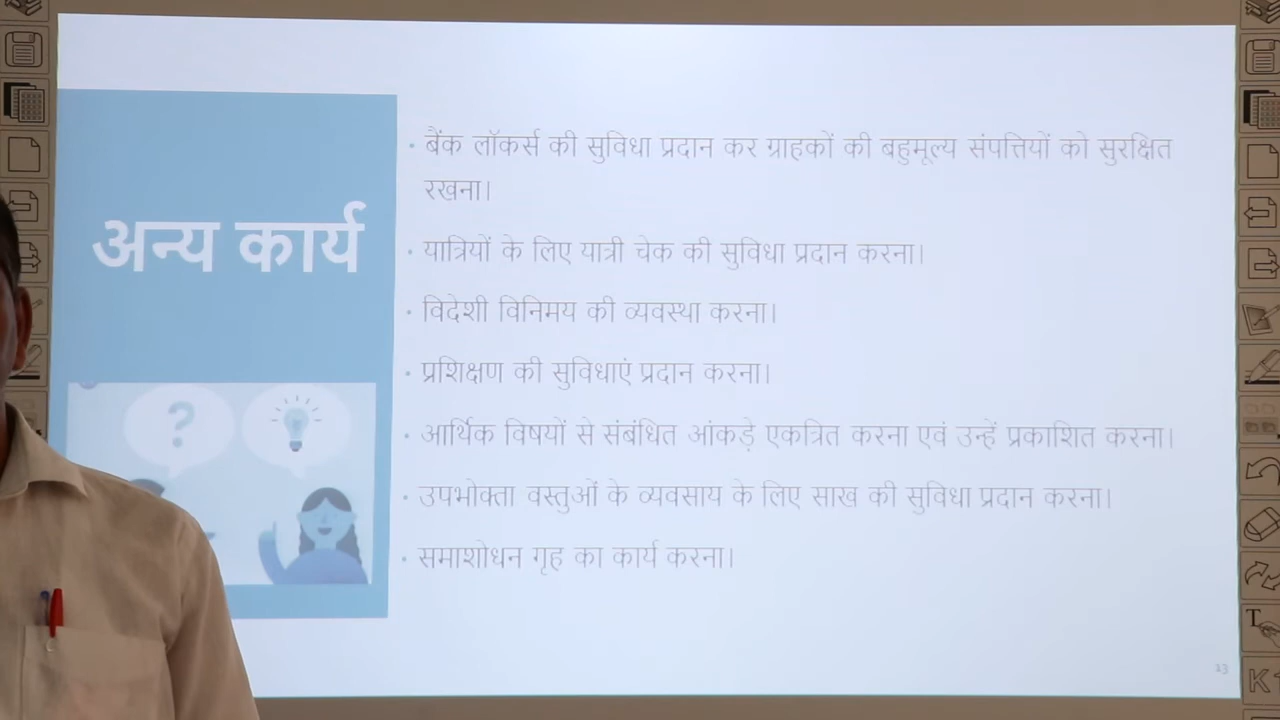 अन्य कार्य
• बैंक लॉकर्स की सुविधा प्रदान कर ग्राहकों की बहुमूल्य संपत्तियों को सुरक्षित
रखना।
• यात्रियों के लिए यात्री चेक की सुविधा प्रदान करना।
• विदेशी विनिमय की व्यवस्था करना।
• प्रशिक्षण की सुविधाएं प्रदान करना।
• आर्थिक विषयों से संबंधित आंकड़े एकत्रित करना एवं उन्हें प्रकाशित करना।
• उपभोक्ता वस्तुओं के व्यवसाय के लिए साख की सुविधा प्रदान करना।
• समाशोधन गृह का कार्य करना।
?
13
T
K